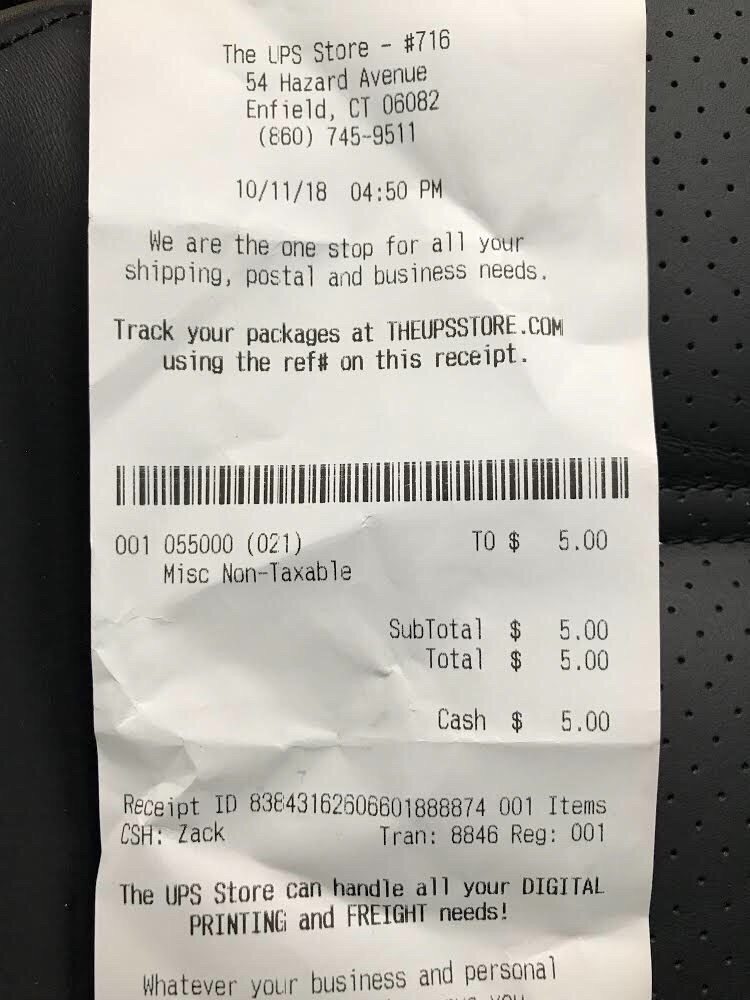 The UPS Store - #716
54 Hazard Avenue
Enfield, CT 06082
(860) 745-9511
10/11/18 04:50 PM
We are the one stop for all your
shipping, postal and business needs.
Track your packages at THEUPSSTORE.COM
using the ref# on this receipt.
001 055000 (021) TO $ 5.00
Misc Non-Taxable
SubTotal $ 5.00
Total $ 5.00
Cash $ 5.00
Receipt ID 83843162606601888874 001 Items
CSH: Zack Tran: 8846 Reg: 001
The UPS Store can handle all your DIGITAL
PRINTING and FREIGHT needs!
Whatever your business and personal